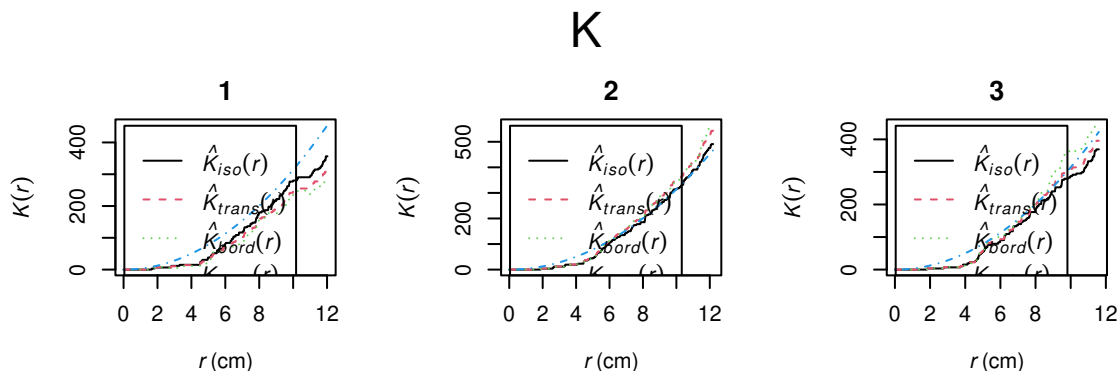 K
1
K(r)
0 200 400
K̂iso(r)
K̂trans(r)
K̂bord(r)
0 2 4 6 8 12
r (cm)
2
K(r)
0 200 500
K̂iso(r)
K̂trans(r)
K̂bord(r)
0 2 4 6 8 12
r (cm)
3
K(r)
0 100 200 300 400
K̂iso(r)
K̂trans(r)
K̂bord(r)
0 2 4 6 8 12
r (cm)